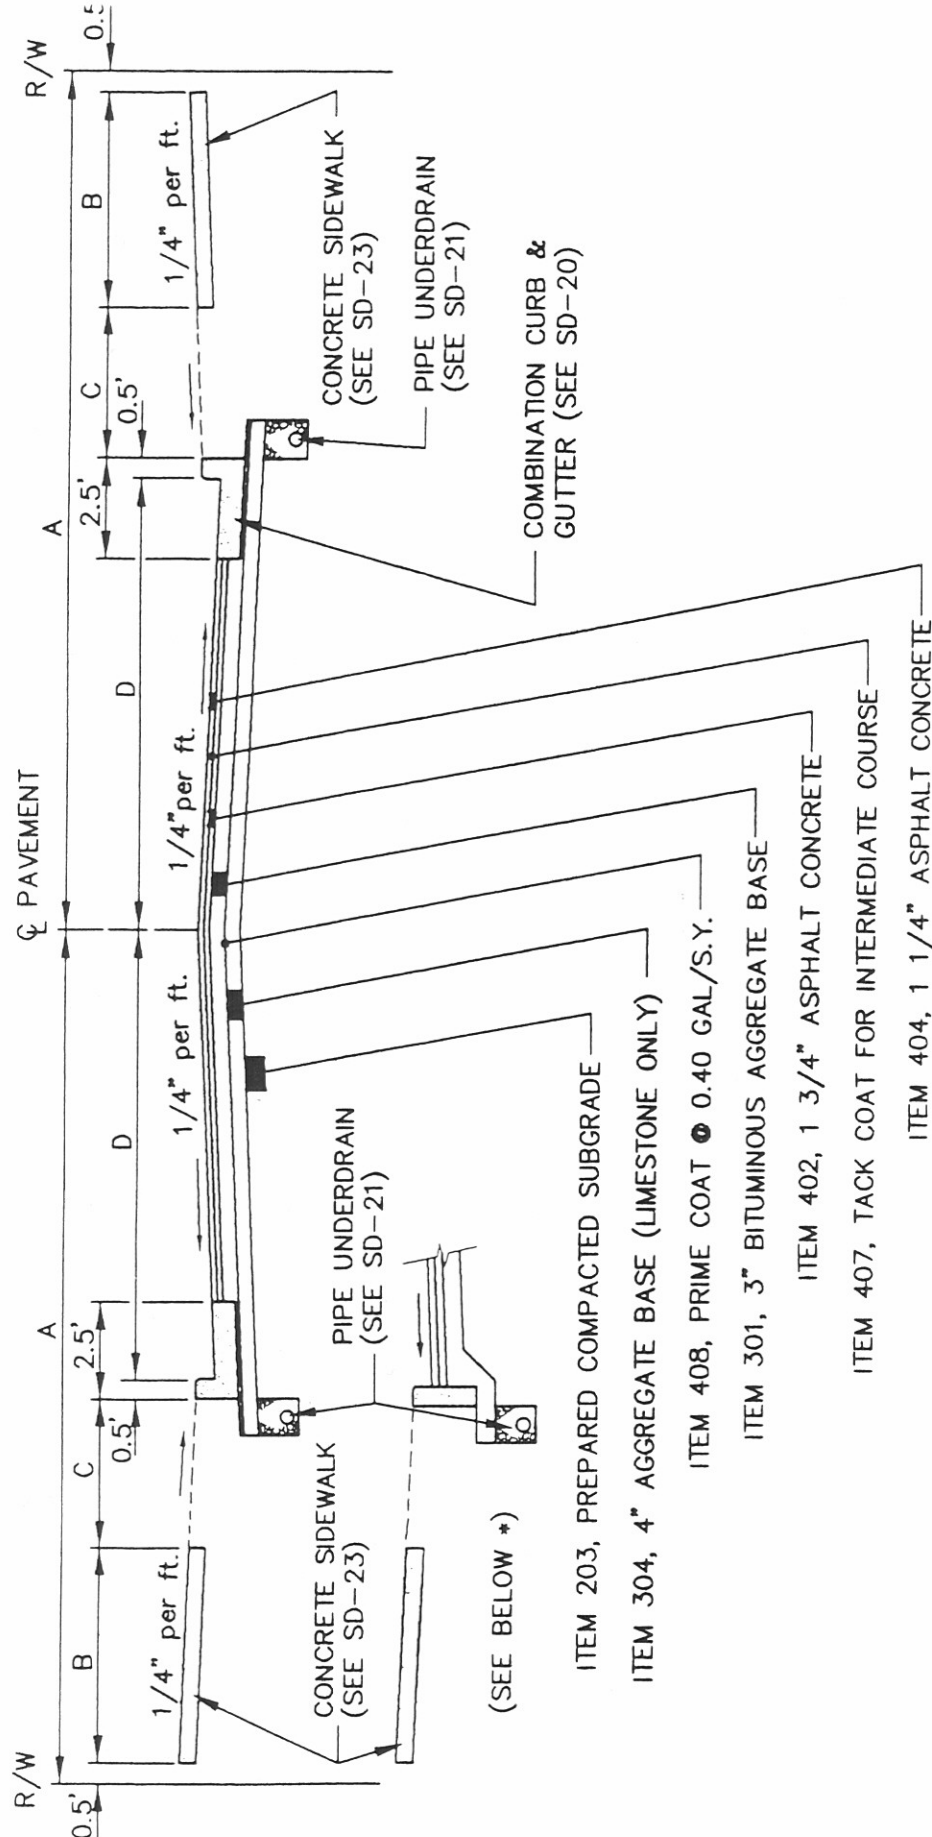 R/W
0.5'
A
B
1/4" per ft.
C
0.5'
2.5'
D
1/4" per ft.
℄ PAVEMENT
1/4"per ft.
D
A
2.5'
0.5'
C
B
1/4" per ft.
R/W
0.5'
CONCRETE SIDEWALK
(SEE SD-23)
PIPE UNDERDRAIN
(SEE SD-21)
CONCRETE SIDEWALK
(SEE SD-23)
PIPE UNDERDRAIN
(SEE SD-21)
COMBINATION CURB &
GUTTER (SEE SD-20)
(SEE BELOW *)
ITEM 203, PREPARED COMPACTED SUBGRADE
ITEM 304, 4" AGGREGATE BASE (LIMESTONE ONLY)
ITEM 408, PRIME COAT @ 0.40 GAL/S.Y.
ITEM 301, 3" BITUMINOUS AGGREGATE BASE
ITEM 402, 1 3/4" ASPHALT CONCRETE
ITEM 407, TACK COAT FOR INTERMEDIATE COURSE
ITEM 404, 1 1/4" ASPHALT CONCRETE